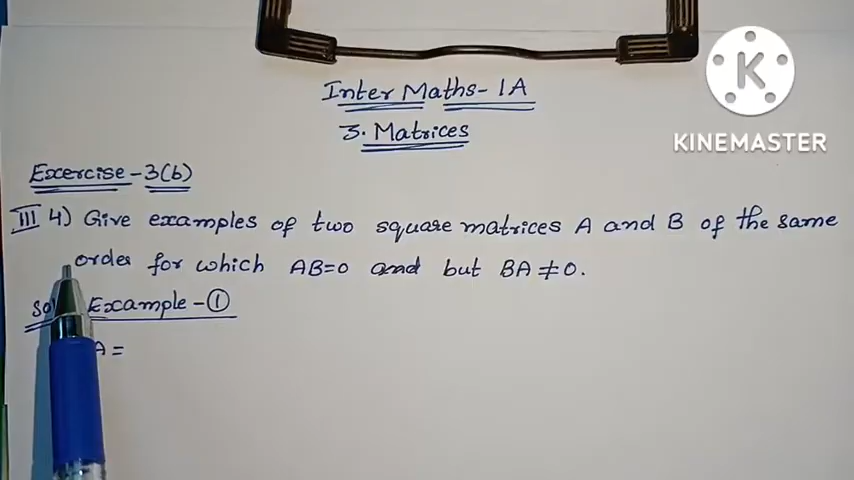 Inter Maths-1A
3. Matrices
K
KINEMASTER
Excercise-3(b)
III 4) Give examples of two square matrices A and B of the same
order for which AB=0 and but BA≠0.
Example-①
A=